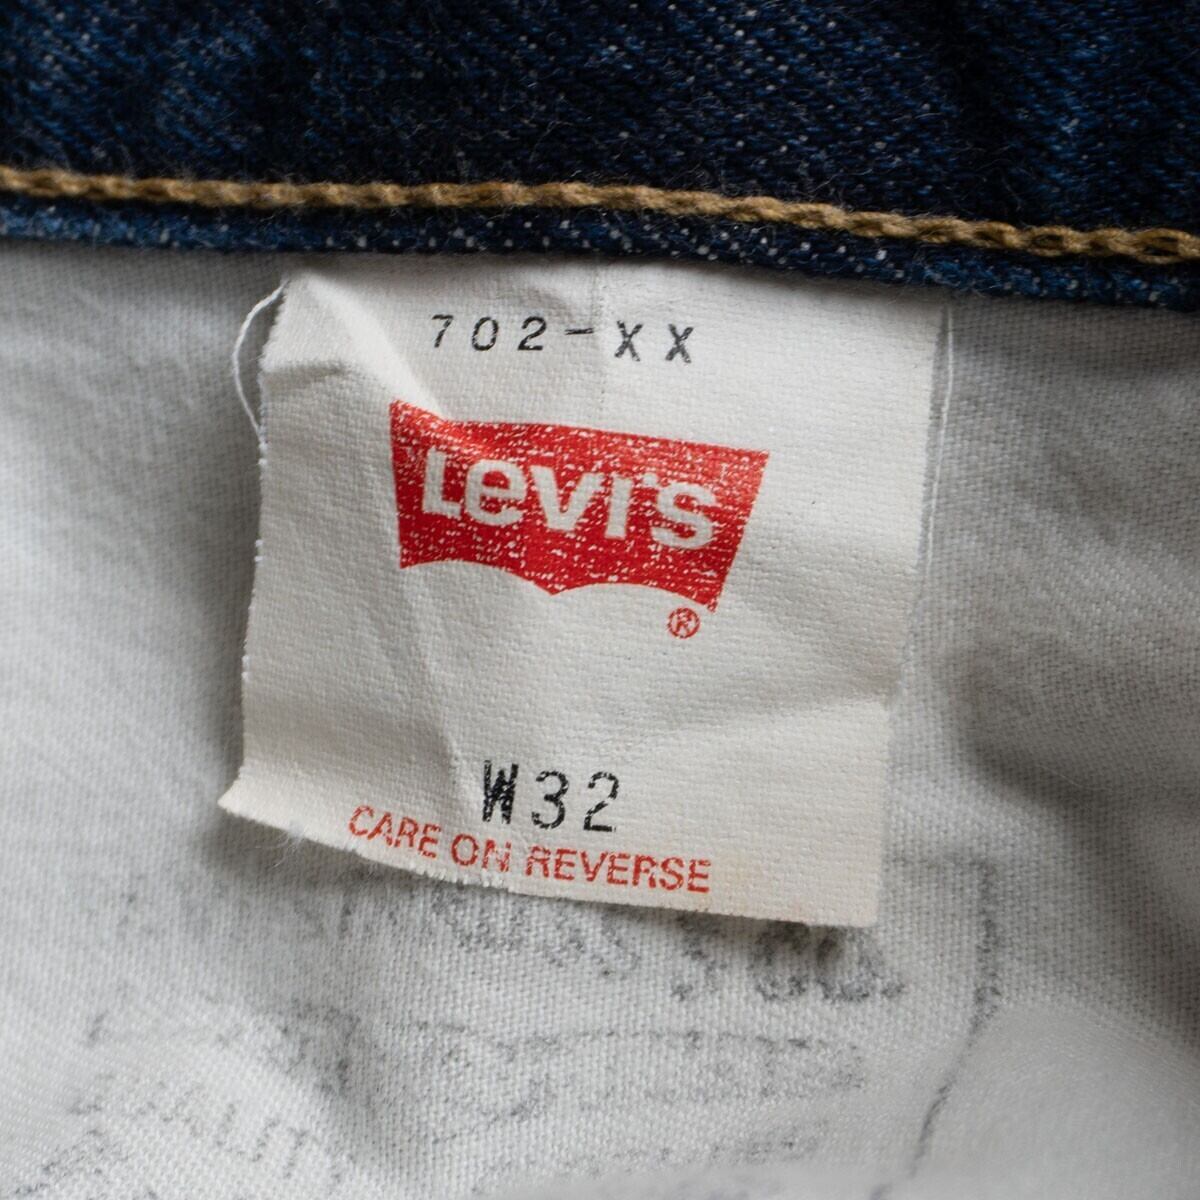 702-XX
Levi's
®
W32
CARE ON REVERSE